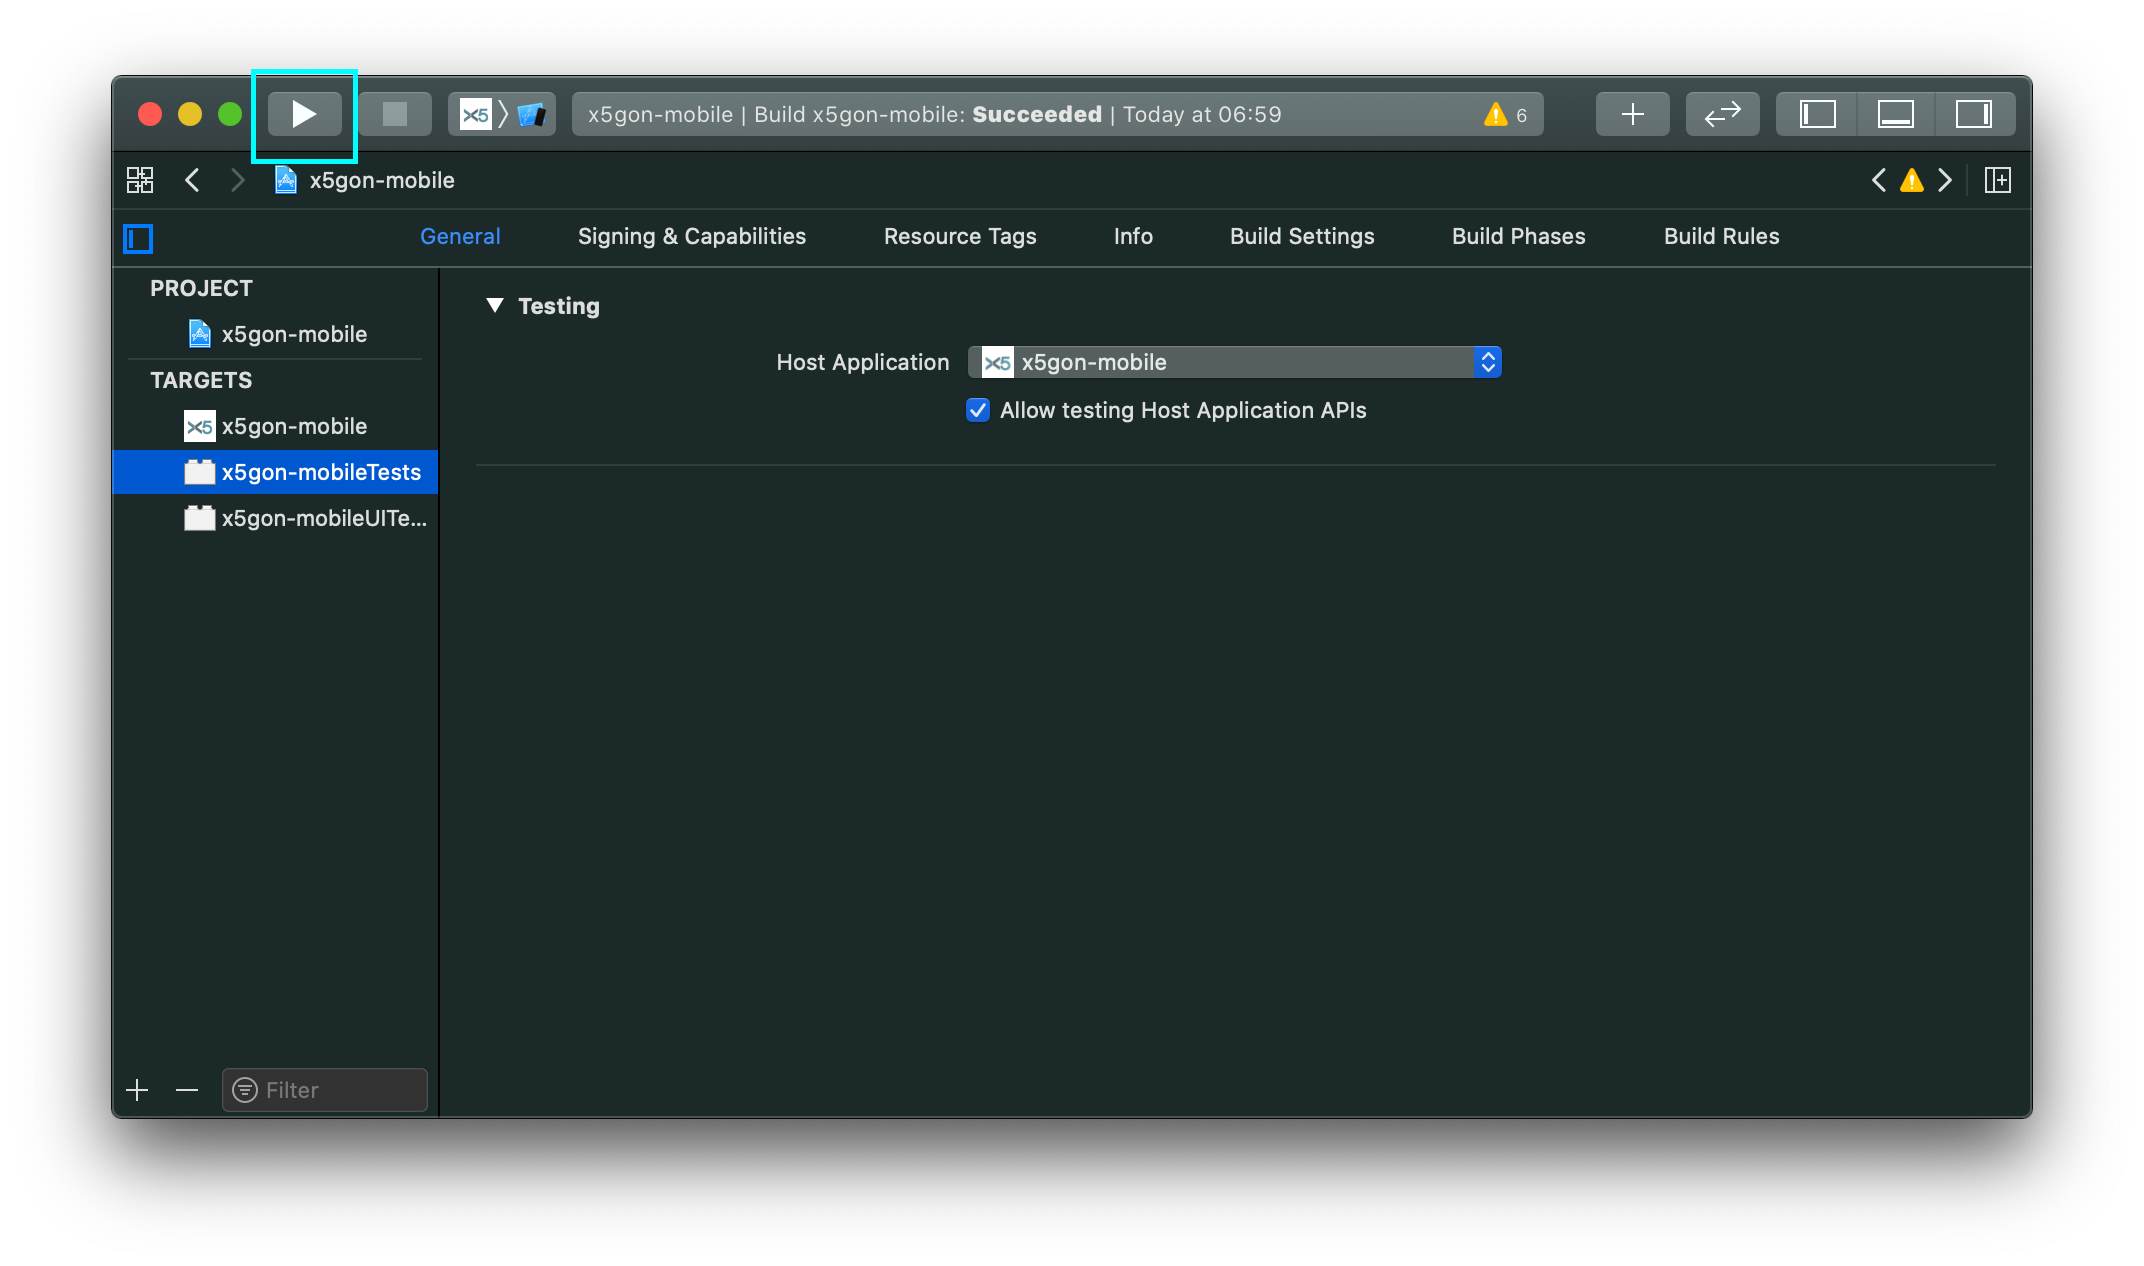 X5
x5gon-mobile | Build x5gon-mobile: Succeeded | Today at 06:59
6
x5gon-mobile
General
Signing & Capabilities
Resource Tags
Info
Build Settings
Build Phases
Build Rules
PROJECT
x5gon-mobile
TARGETS
X5 x5gon-mobile
x5gon-mobileTests
x5gon-mobileUITe...
Testing
Host Application X5 x5gon-mobile
Allow testing Host Application APIs
Filter